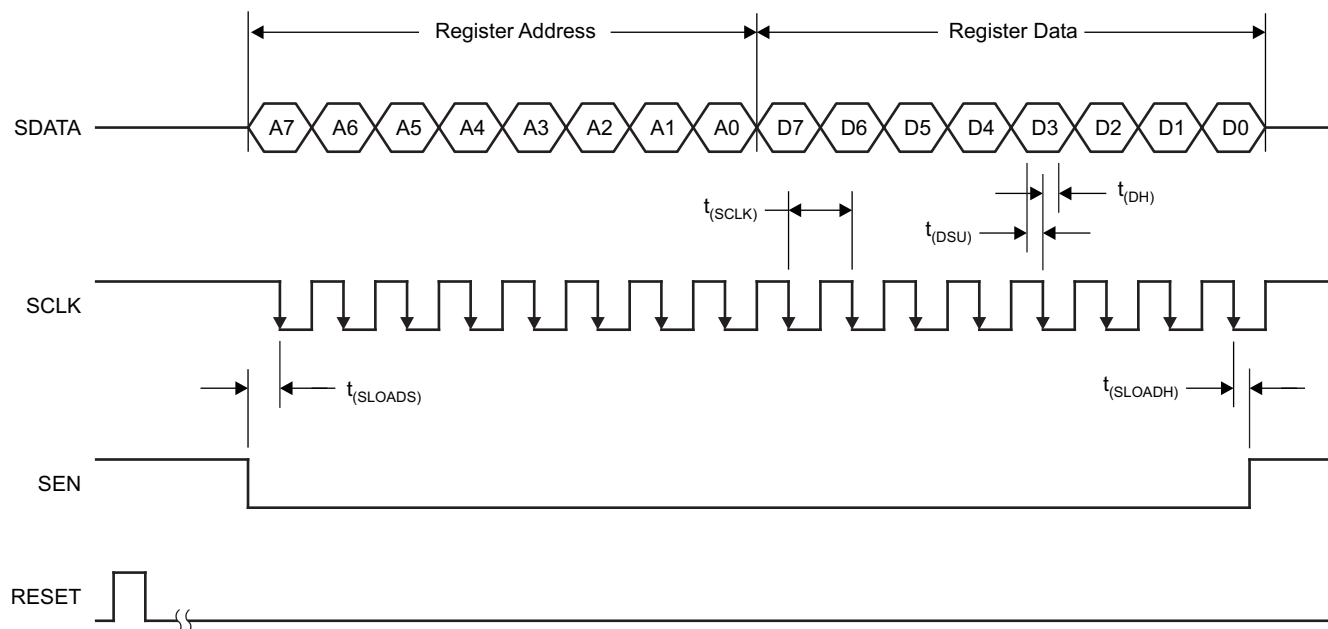 Register Address
Register Data
SDATA
A7 A6 A5 A4 A3 A2 A1 A0 D7 D6 D5 D4 D3 D2 D1 D0
t(SCLK)
t(DH)
t(DSU)
SCLK
t(SLOADS)
t(SLOADH)
SEN
RESET